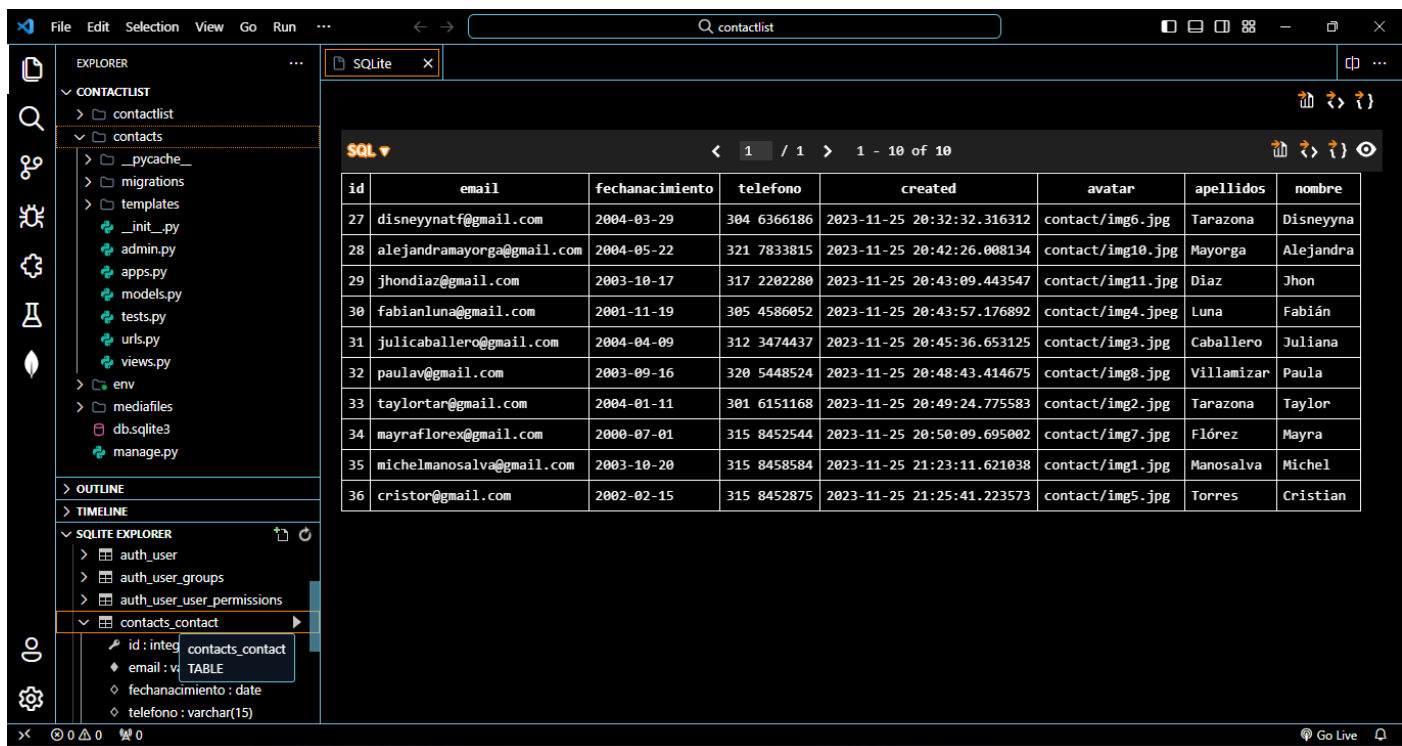 File Edit Selection View Go Run ···
contactlist
EXPLORER ···
CONTACTLIST
contactlist
contacts
__pycache__
migrations
templates
__init__.py
admin.py
apps.py
models.py
tests.py
urls.py
views.py
env
mediafiles
db.sqlite3
manage.py
OUTLINE
TIMELINE
SQLITE EXPLORER
auth_user
auth_user_groups
auth_user_user_permissions
contacts_contact
id : integ
email : va
fechanacimiento : date
telefono : varchar(15)
contacts_contact
TABLE
SQLite
SQL
1 / 1 1 - 10 of 10
id email fechanacimiento telefono created avatar apellidos nombre
27 disneyynatf@gmail.com 2004-03-29 304 6366186 2023-11-25 20:32:32.316312 contact/img6.jpg Tarazona Disneyyna
28 alejandramayorga@gmail.com 2004-05-22 321 7833815 2023-11-25 20:42:26.008134 contact/img10.jpg Mayorga Alejandra
29 jhondiaz@gmail.com 2003-10-17 317 2202280 2023-11-25 20:43:09.443547 contact/img11.jpg Diaz Jhon
30 fabianluna@gmail.com 2001-11-19 305 4586052 2023-11-25 20:43:57.176892 contact/img4.jpeg Luna Fabián
31 julicaballero@gmail.com 2004-04-09 312 3474437 2023-11-25 20:45:36.653125 contact/img3.jpg Caballero Juliana
32 paulav@gmail.com 2003-09-16 320 5448524 2023-11-25 20:48:43.414675 contact/img8.jpg Villamizar Paula
33 taylortar@gmail.com 2004-01-11 301 6151168 2023-11-25 20:49:24.775583 contact/img2.jpg Tarazona Taylor
34 mayraflorex@gmail.com 2000-07-01 315 8452544 2023-11-25 20:50:09.695002 contact/img7.jpg Flórez Mayra
35 michelmanosalva@gmail.com 2003-10-20 315 8458584 2023-11-25 21:23:11.621038 contact/img1.jpg Manosalva Michel
36 cristor@gmail.com 2002-02-15 315 8452875 2023-11-25 21:25:41.223573 contact/img5.jpg Torres Cristian
0 0 0
Go Live